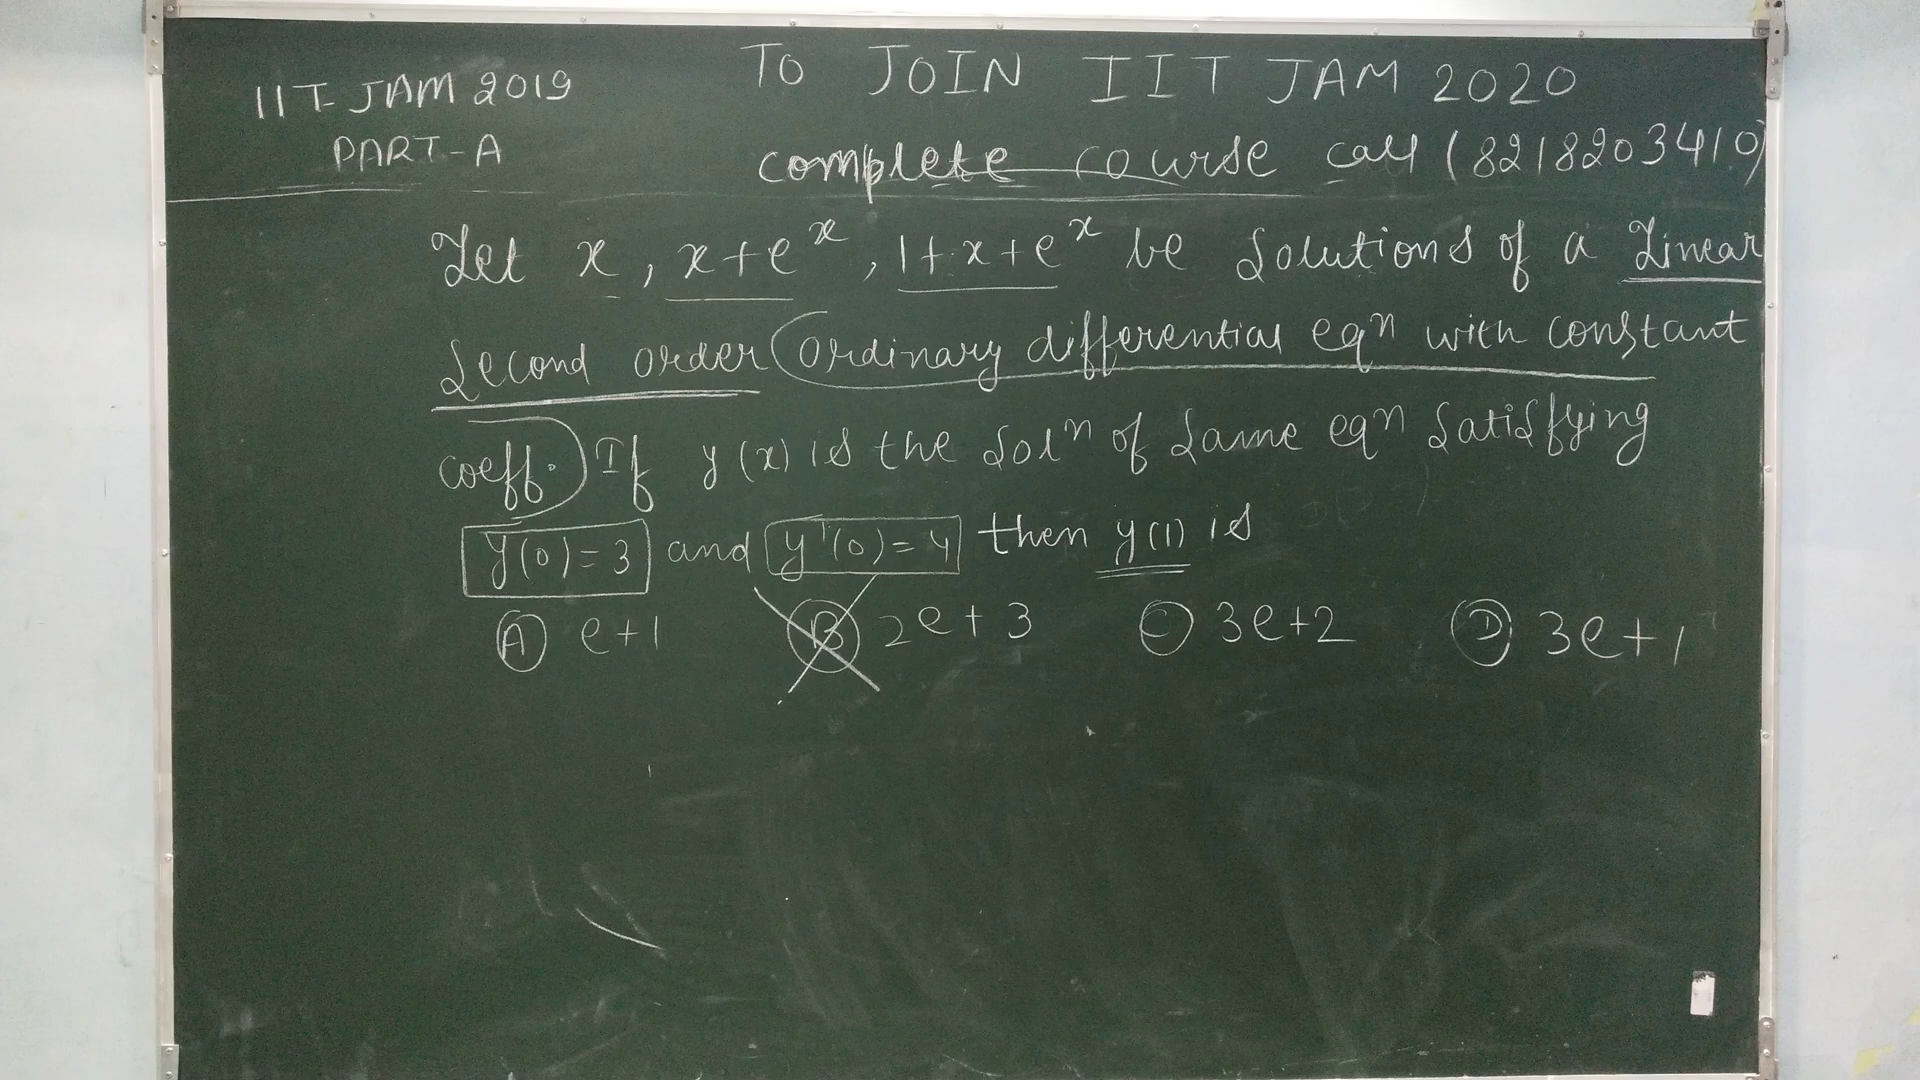 IIT-JAM 2019
PART-A
TO JOIN IIT JAM 2020
complete course call (8218203410)
Let x, x+e^x, 1+x+e^x be solutions of a Linear
second order ordinary differential eqn with constant
coeff. If y(x) is the soln of same eqn satisfying
y(0)=3 and y'(0)=4 then y(1) is
(A) e+1 (B) 2e+3 (C) 3e+2 (D) 3e+1